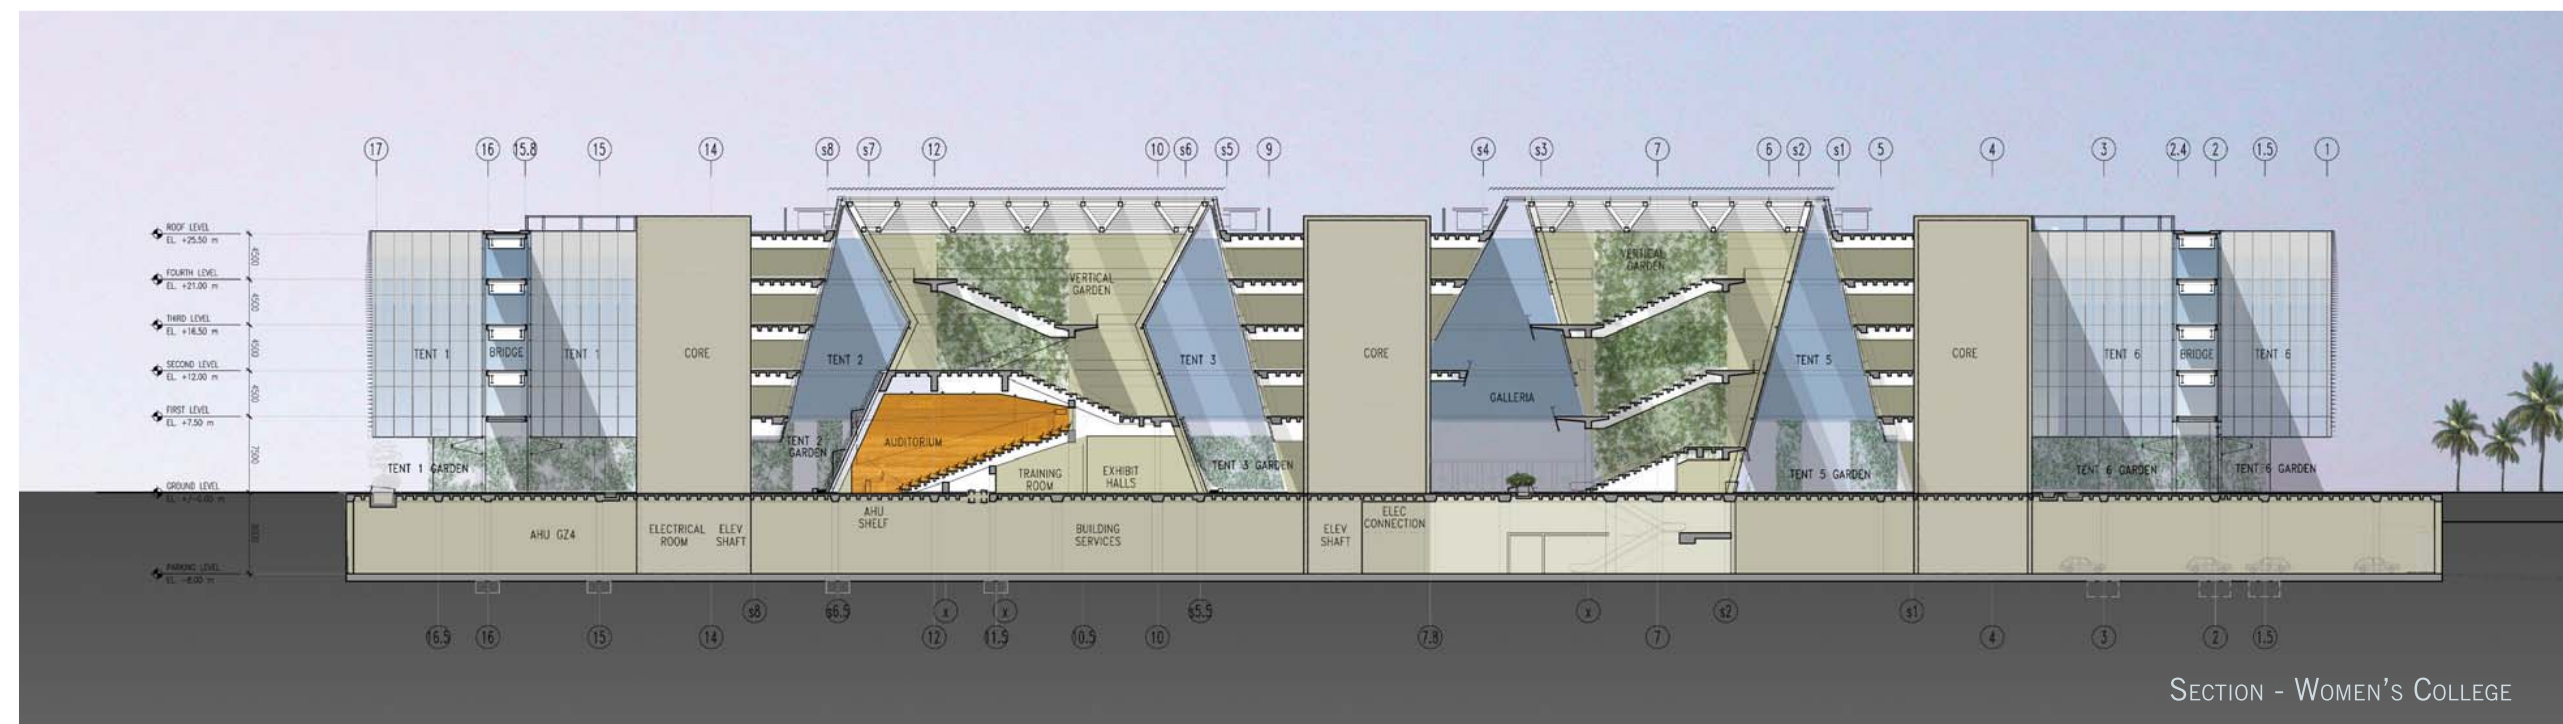 17
16
15.8
15
14
s8
s7
12
10
s6
s5
9
s4
s3
7
6
s2
s1
5
4
3
2.4
2
1.5
1
ROOF LEVEL
EL. +25.50 m
4500
FOURTH LEVEL
EL. +21.00 m
4500
THIRD LEVEL
EL. +16.50 m
4500
SECOND LEVEL
EL. +12.00 m
4500
FIRST LEVEL
EL. +7.50 m
7500
GROUND LEVEL
EL. +/-0.00 m
8000
PARKING LEVEL
EL. -8.00 m
VERTICAL
GARDEN
VERTICAL
GARDEN
TENT 1
BRIDGE
TENT 1
CORE
TENT 2
TENT 3
CORE
GALLERIA
TENT 5
CORE
TENT 6
BRIDGE
TENT 6
TENT 1 GARDEN
TENT 2
GARDEN
AUDITORIUM
TRAINING
ROOM
EXHIBIT
HALLS
TENT 3 GARDEN
TENT 5 GARDEN
TENT 6 GARDEN
TENT 6 GARDEN
AHU GZ4
ELECTRICAL
ROOM
ELEV
SHAFT
AHU
SHELF
BUILDING
SERVICES
ELEV
SHAFT
ELEC
CONNECTION
s8
s6.5
x
x
s5.5
x
s2
s1
16.5
16
15
14
12
11.5
10.5
10
7.8
7
4
3
2
1.5
SECTION - WOMEN'S COLLEGE